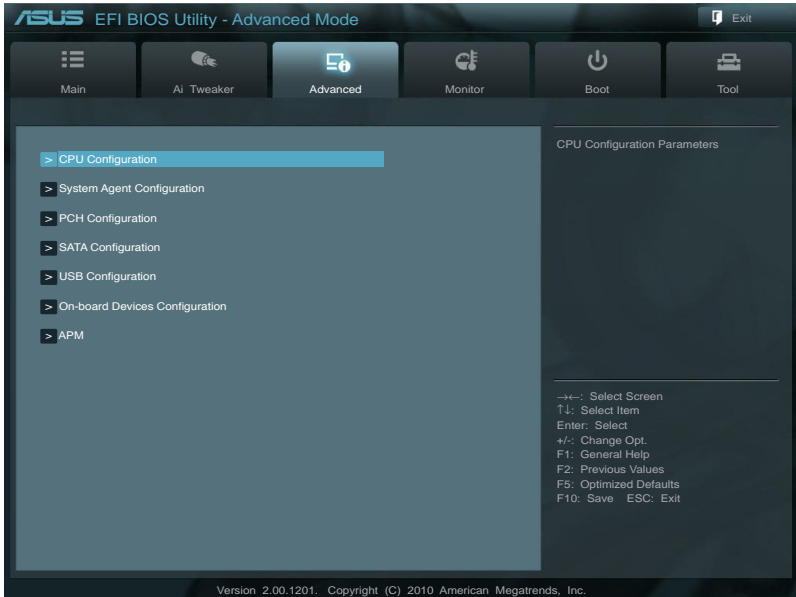 ASUS EFI BIOS Utility - Advanced Mode
Exit
Main
Ai Tweaker
Advanced
Monitor
Boot
Tool
> CPU Configuration
> System Agent Configuration
> PCH Configuration
> SATA Configuration
> USB Configuration
> On-board Devices Configuration
> APM
CPU Configuration Parameters
→←: Select Screen
↑↓: Select Item
Enter: Select
+/-: Change Opt.
F1: General Help
F2: Previous Values
F5: Optimized Defaults
F10: Save ESC: Exit
Version 2.00.1201. Copyright (C) 2010 American Megatrends, Inc.